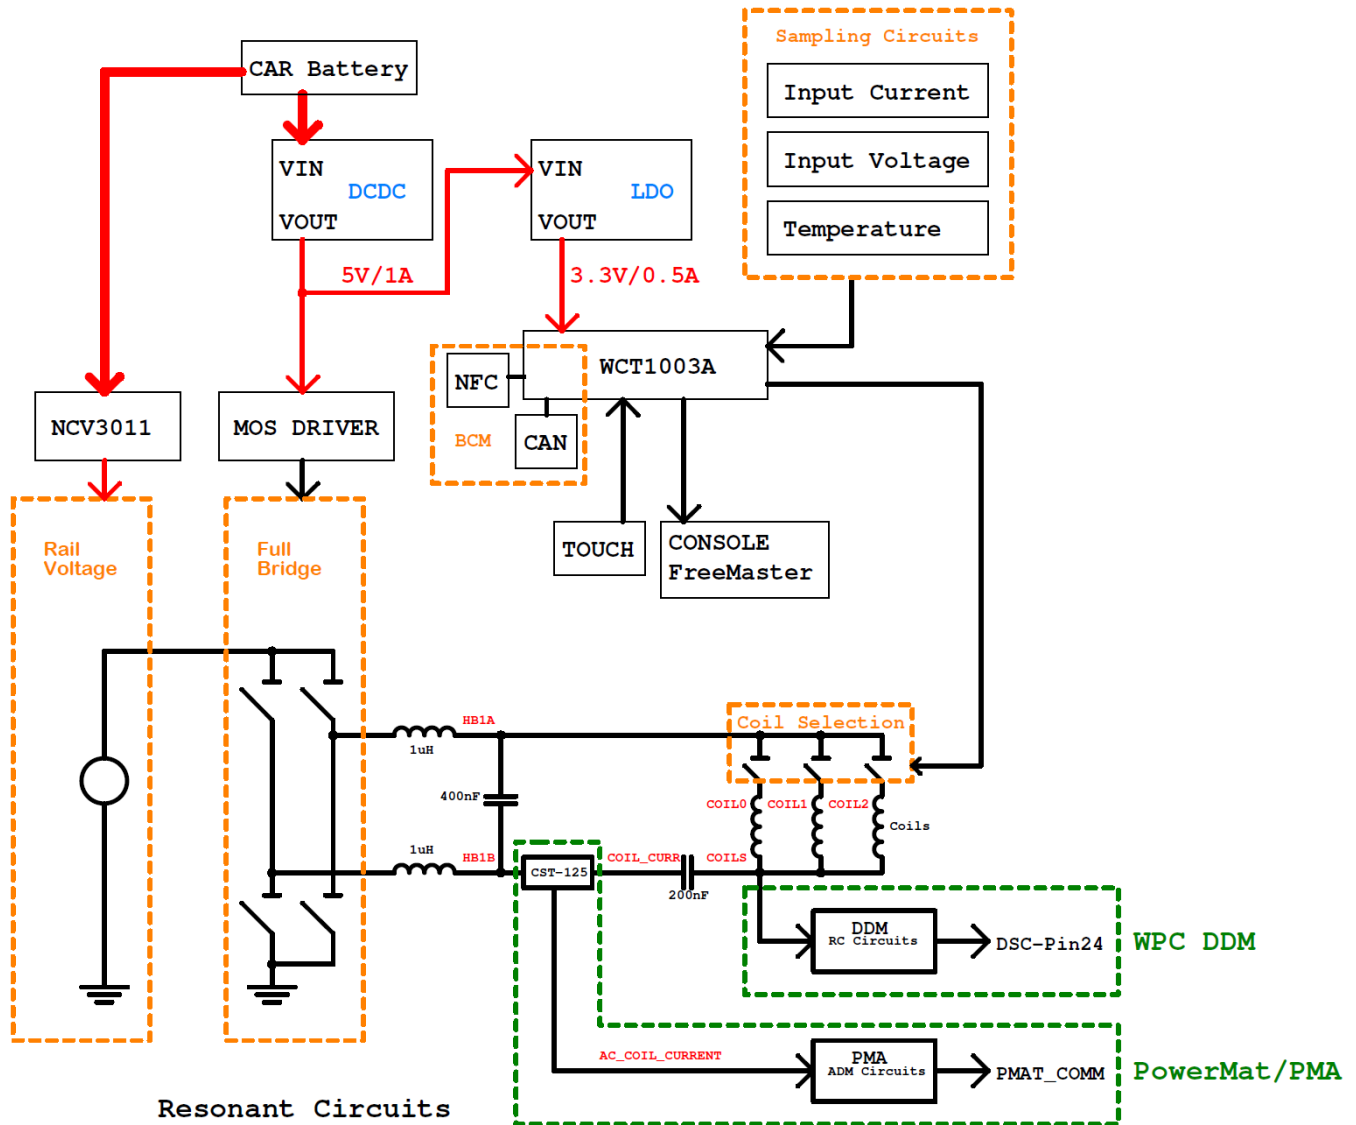 Sampling Circuits
CAR Battery
Input Current
Input Voltage
Temperature
VIN
DCDC
VOUT
VIN
LDO
VOUT
5V/1A
3.3V/0.5A
WCT1003A
NFC
BCM
CAN
NCV3011
MOS DRIVER
TOUCH
CONSOLE
FreeMaster
Rail
Voltage
Full
Bridge
HB1A
1uH
Coil Selection
400nF
COIL0
COIL1
COIL2
Coils
1uH
HB1B
CST-125
COIL_CURR
COILS
200nF
DDM
RC Circuits
DSC-Pin24
WPC DDM
AC_COIL_CURRENT
PMA
ADM Circuits
PMAT_COMM
PowerMat/PMA
Resonant Circuits